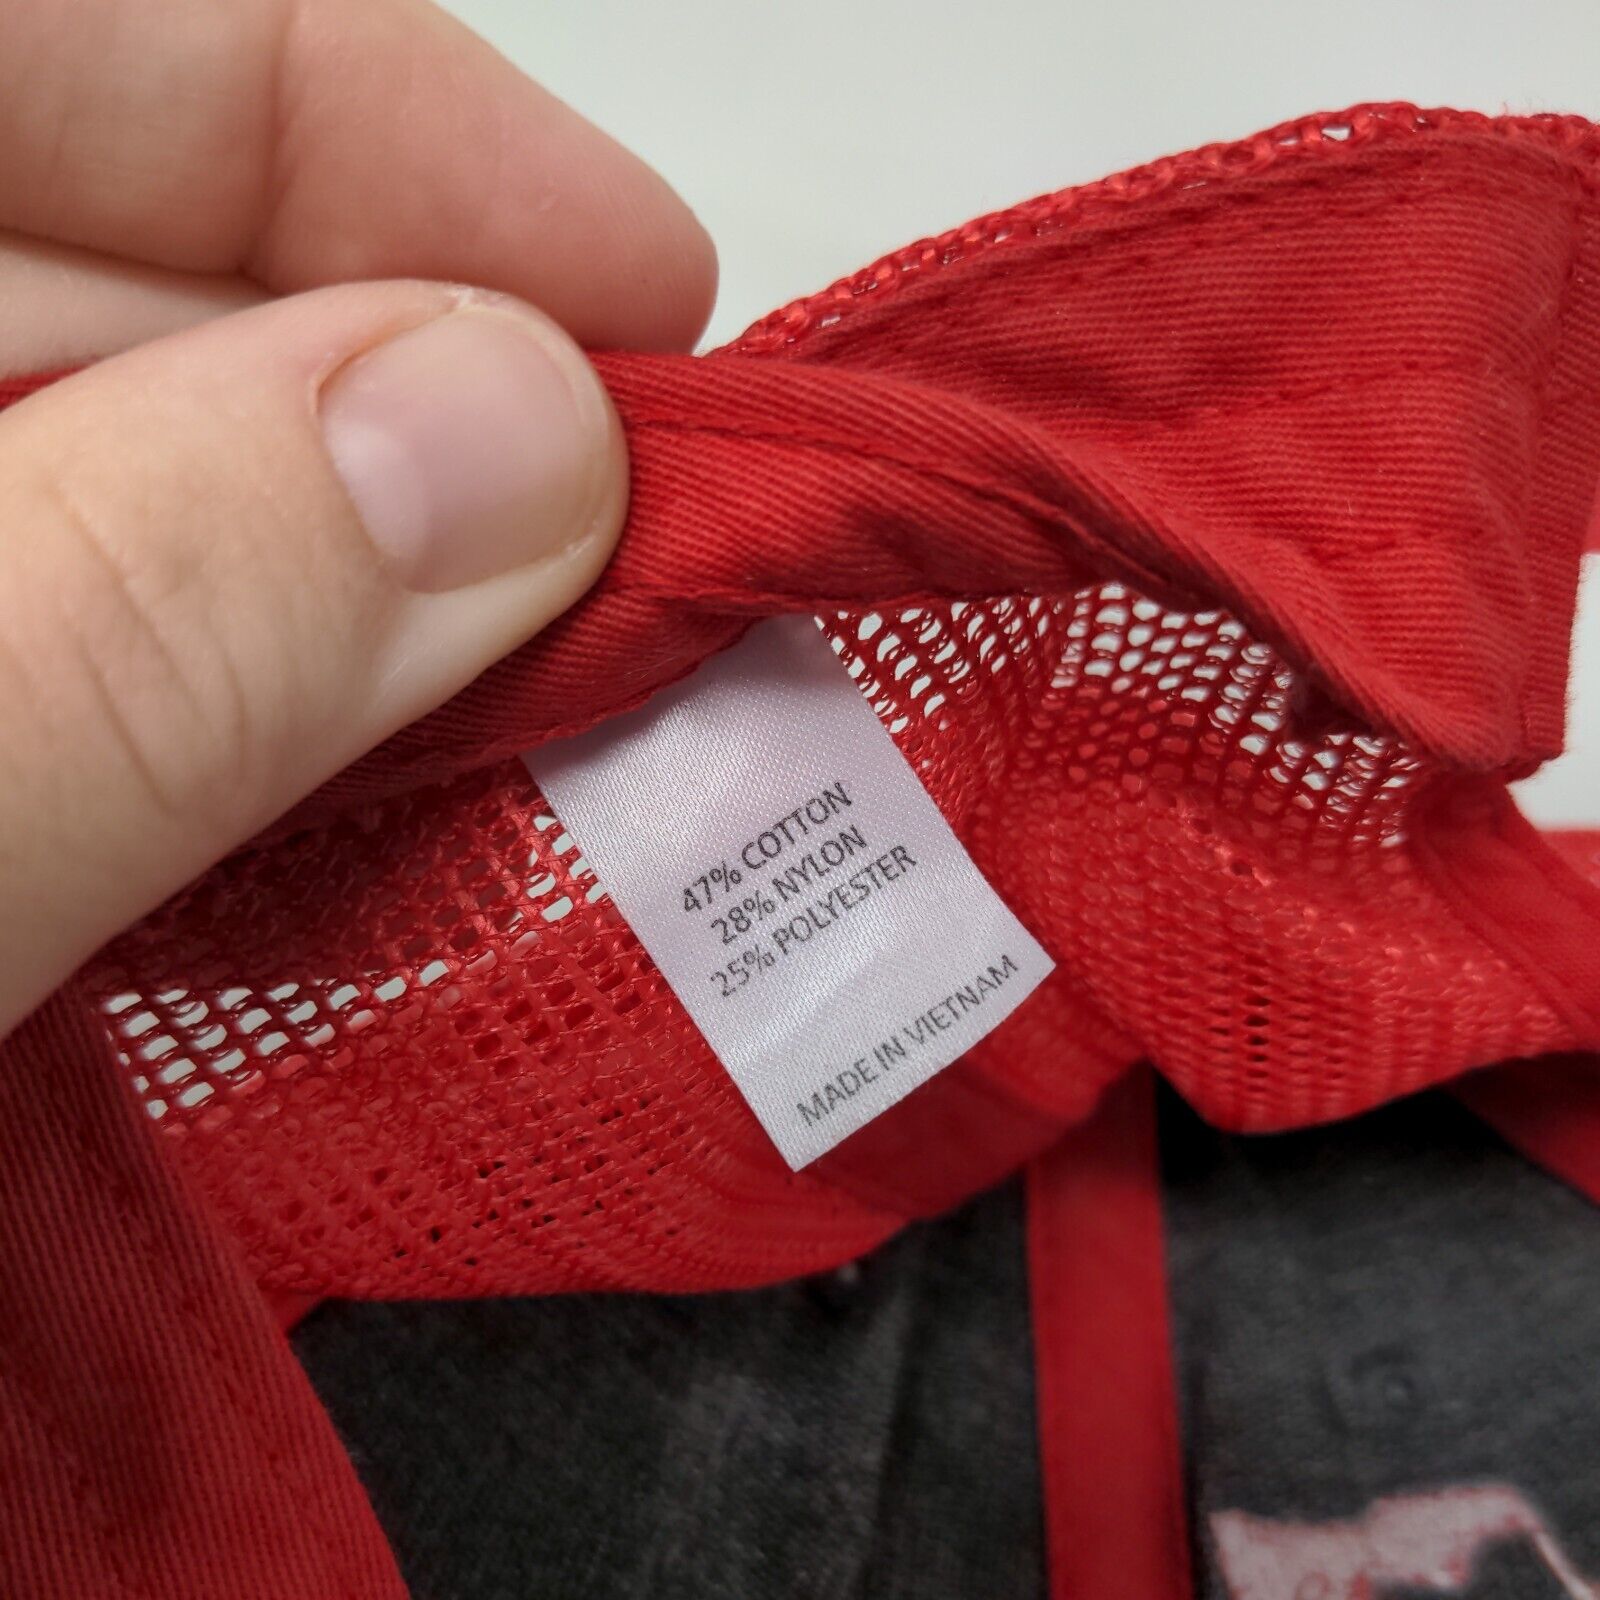 47% COTTON
28% NYLON
25% POLYESTER
MADE IN VIETNAM